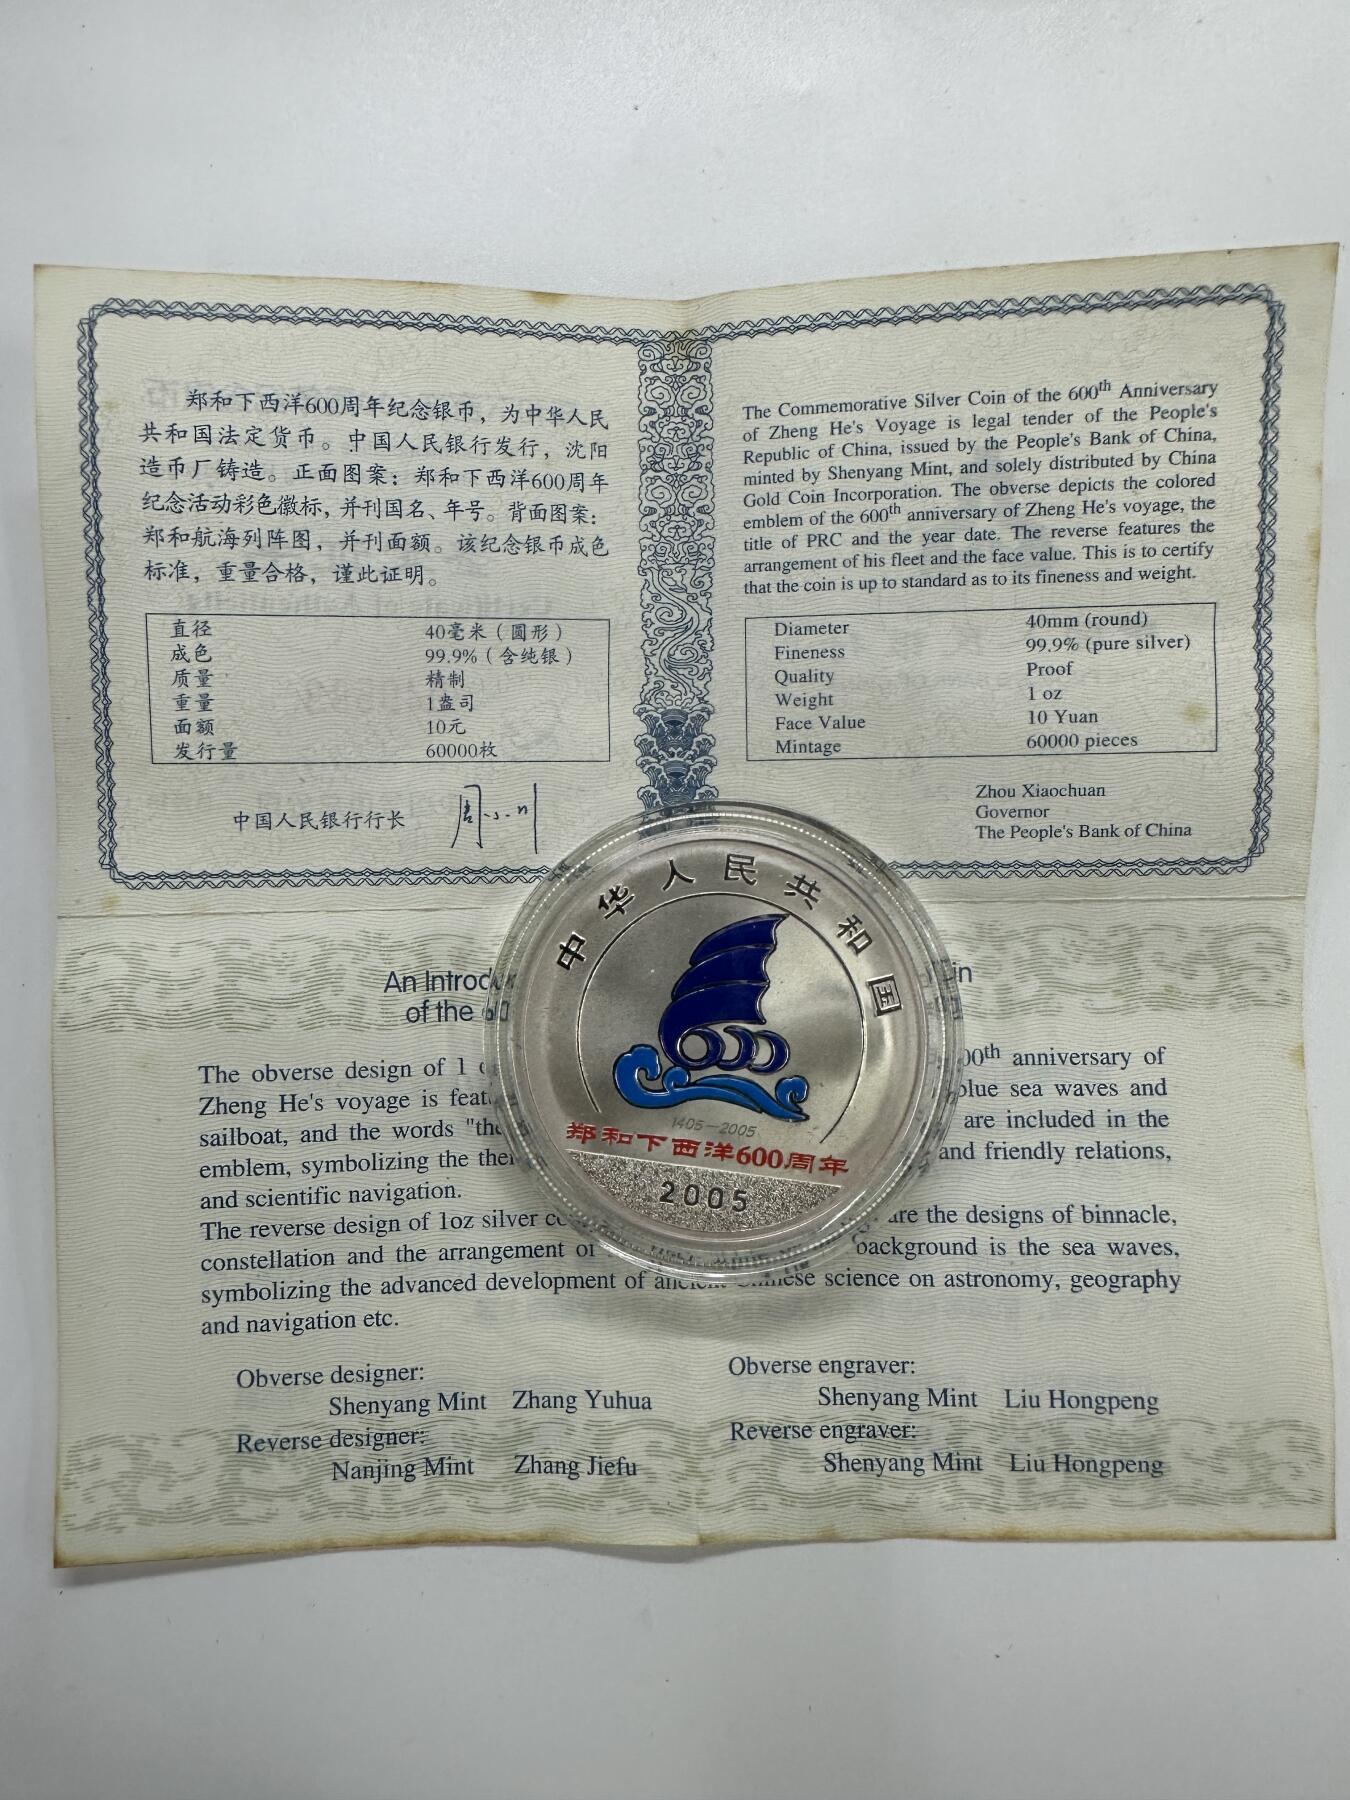 郑和下西洋600周年纪念银币，为中华人民
共和国法定货币。中国人民银行发行，沈阳
造币厂铸造。正面图案：郑和下西洋600周年
纪念活动彩色徽标，并刊国名、年号。背面图案：
郑和航海列阵图，并刊面额。该纪念银币成色
标准，重量合格，谨此证明。
直径 40毫米（圆形）
成色 99.9%（含纯银）
质量 精制
重量 1盎司
面额 10元
发行量 60000枚
中国人民银行行长 周小川
The Commemorative Silver Coin of the 600th Anniversary
of Zheng He's Voyage is legal tender of the People's
Republic of China, issued by the People's Bank of China,
minted by Shenyang Mint, and solely distributed by China
Gold Coin Incorporation. The obverse depicts the colored
emblem of the 600th anniversary of Zheng He's voyage, the
title of PRC and the year date. The reverse features the
arrangement of his fleet and the face value. This is to certify
that the coin is up to standard as to its fineness and weight.
Diameter 40mm (round)
Fineness 99.9% (pure silver)
Quality Proof
Weight 1 oz
Face Value 10 Yuan
Mintage 60000 pieces
Zhou Xiaochuan
Governor
The People's Bank of China
中华人民共和国
600
1405—2005
郑和下西洋600周年
2005
An
of the
The obverse design of 1 anniversary of
Zheng He's voyage is blue sea waves and
sailboat, and the words are included in the
emblem, symbolizing the and friendly relations,
and scientific navigation.
The reverse design of 1oz silver are the designs of binnacle,
constellation and the arrangement of background is the sea waves,
symbolizing the advanced development of ancient Chinese science on astronomy, geography
and navigation etc.
Obverse designer:
Shenyang Mint Zhang Yuhua
Reverse designer:
Nanjing Mint Zhang Jiefu
Obverse engraver:
Shenyang Mint Liu Hongpeng
Reverse engraver:
Shenyang Mint Liu Hongpeng